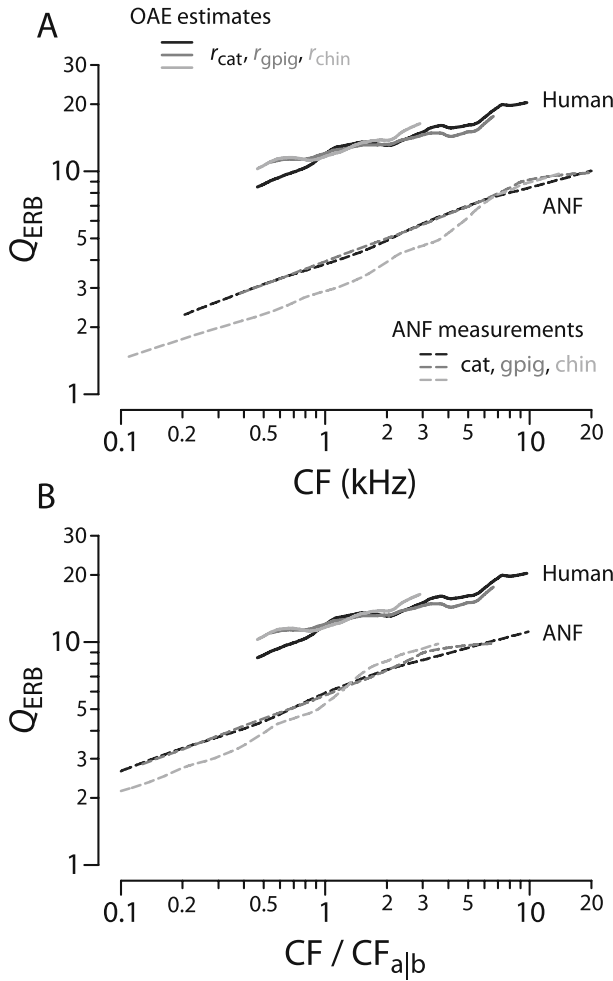 A
OAE estimates
rcat, rgpig, rchin
30
20
10
5
3
2
1
QERB
Human
ANF
ANF measurements
cat, gpig, chin
0.1 0.2 0.5 1 2 3 5 10 20
CF (kHz)
B
30
20
10
5
3
2
1
QERB
Human
ANF
0.1 0.2 0.5 1 2 3 5 10 20
CF / CFa|b